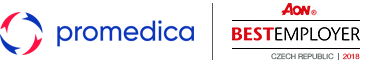 promedica
AON®
BESTEMPLOYER
CZECH REPUBLIC | 2018